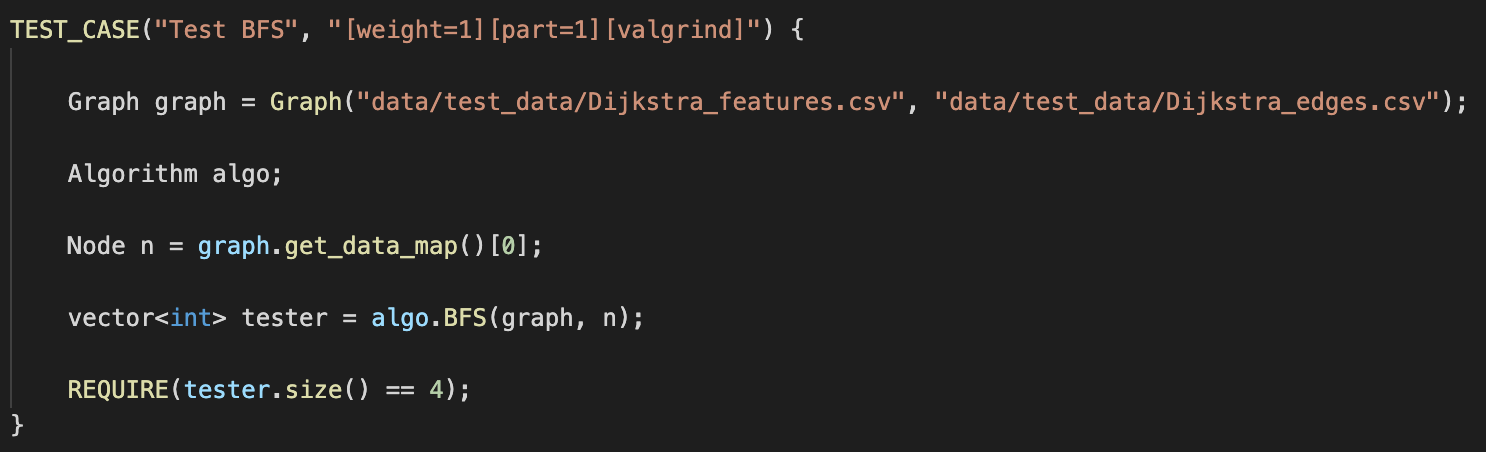 TEST_CASE("Test BFS", "[weight=1][part=1][valgrind]") {
Graph graph = Graph("data/test_data/Dijkstra_features.csv", "data/test_data/Dijkstra_edges.csv");
Algorithm algo;
Node n = graph.get_data_map()[0];
vector<int> tester = algo.BFS(graph, n);
REQUIRE(tester.size() == 4);
}